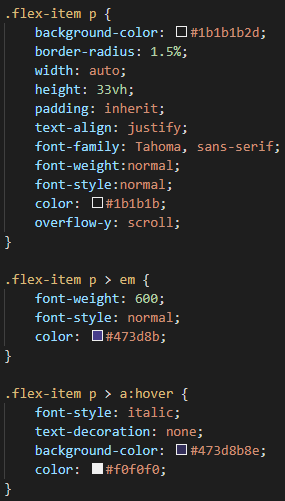 .flex-item p {
    background-color: #1b1b1b2d;
    border-radius: 1.5%;
    width: auto;
    height: 33vh;
    padding: inherit;
    text-align: justify;
    font-family: Tahoma, sans-serif;
    font-weight:normal;
    font-style:normal;
    color: #1b1b1b;
    overflow-y: scroll;
}

.flex-item p > em {
    font-weight: 600;
    font-style: normal;
    color: #473d8b;
}

.flex-item p > a:hover {
    font-style: italic;
    text-decoration: none;
    background-color: #473d8b8e;
    color: #f0f0f0;
}